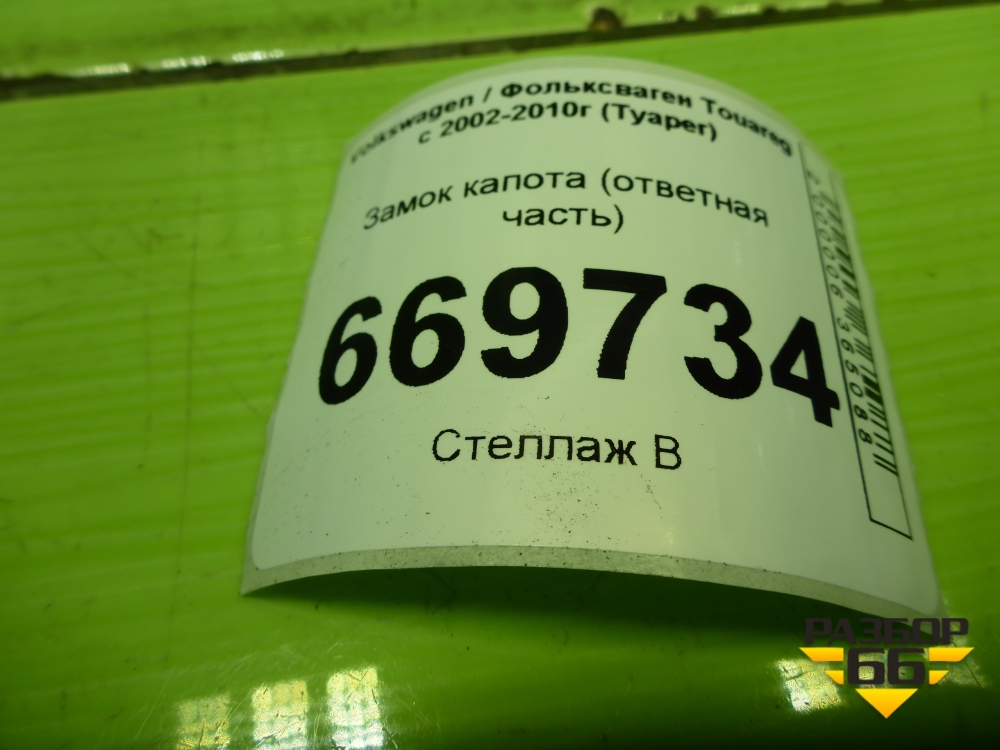 Volkswagen / Фольксваген Touareg
с 2002-2010г (Туарег)
Замок капота (ответная
часть)
669734
Стеллаж В
РАЗБОР
66